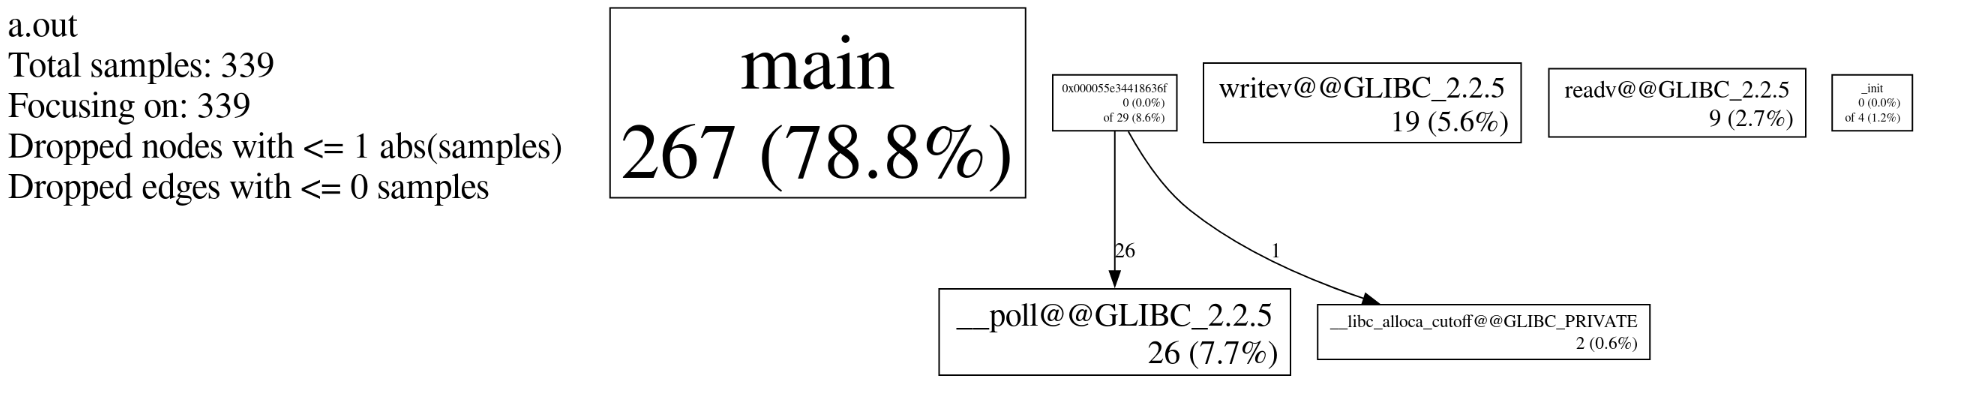 a.out
Total samples: 339
Focusing on: 339
Dropped nodes with <= 1 abs(samples)
Dropped edges with <= 0 samples
main
267 (78.8%)
0x000055e34418636f
0 (0.0%)
of 29 (8.6%)
writev@@GLIBC_2.2.5
19 (5.6%)
readv@@GLIBC_2.2.5
9 (2.7%)
_init
0 (0.0%)
of 4 (1.2%)
26
1
__poll@@GLIBC_2.2.5
26 (7.7%)
__libc_alloca_cutoff@@GLIBC_PRIVATE
2 (0.6%)